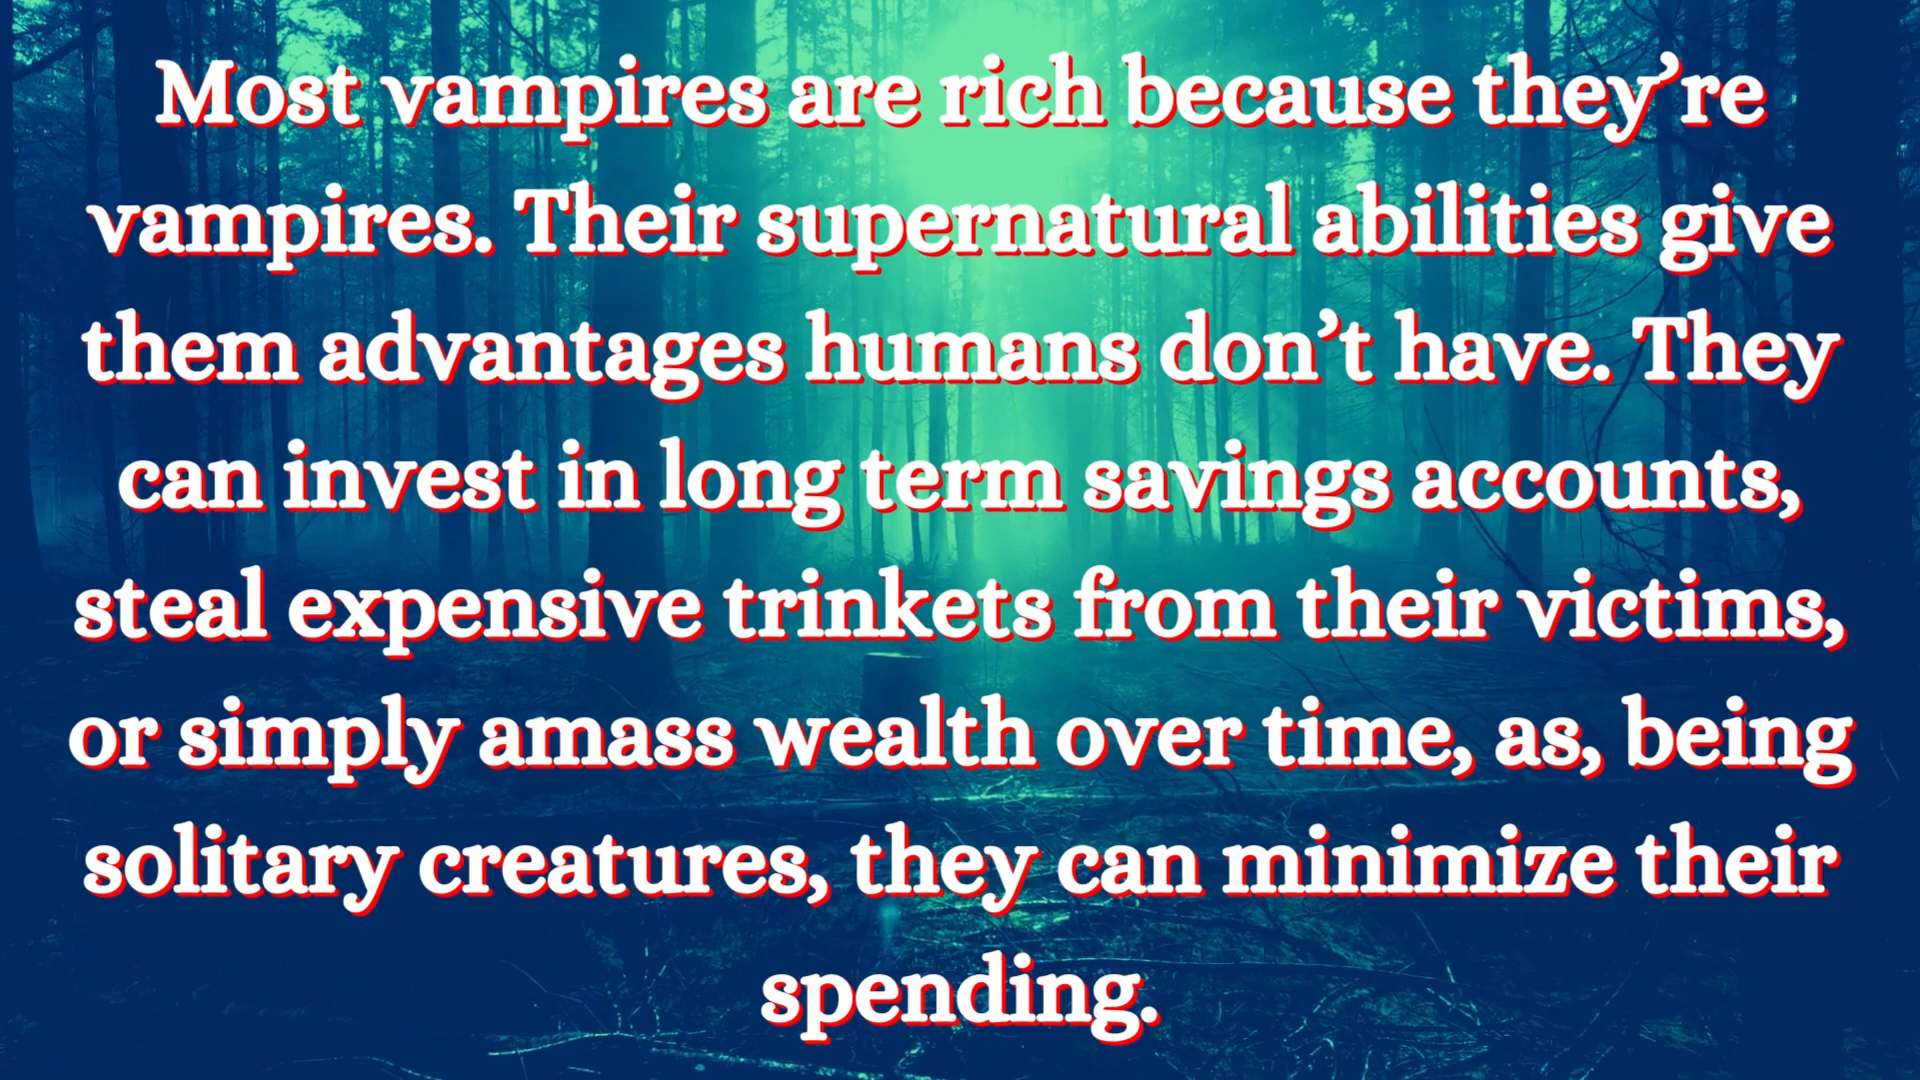 Most vampires are rich because they’re
vampires. Their supernatural abilities give
them advantages humans don’t have. They
can invest in long term savings accounts,
steal expensive trinkets from their victims,
or simply amass wealth over time, as, being
solitary creatures, they can minimize their
spending.